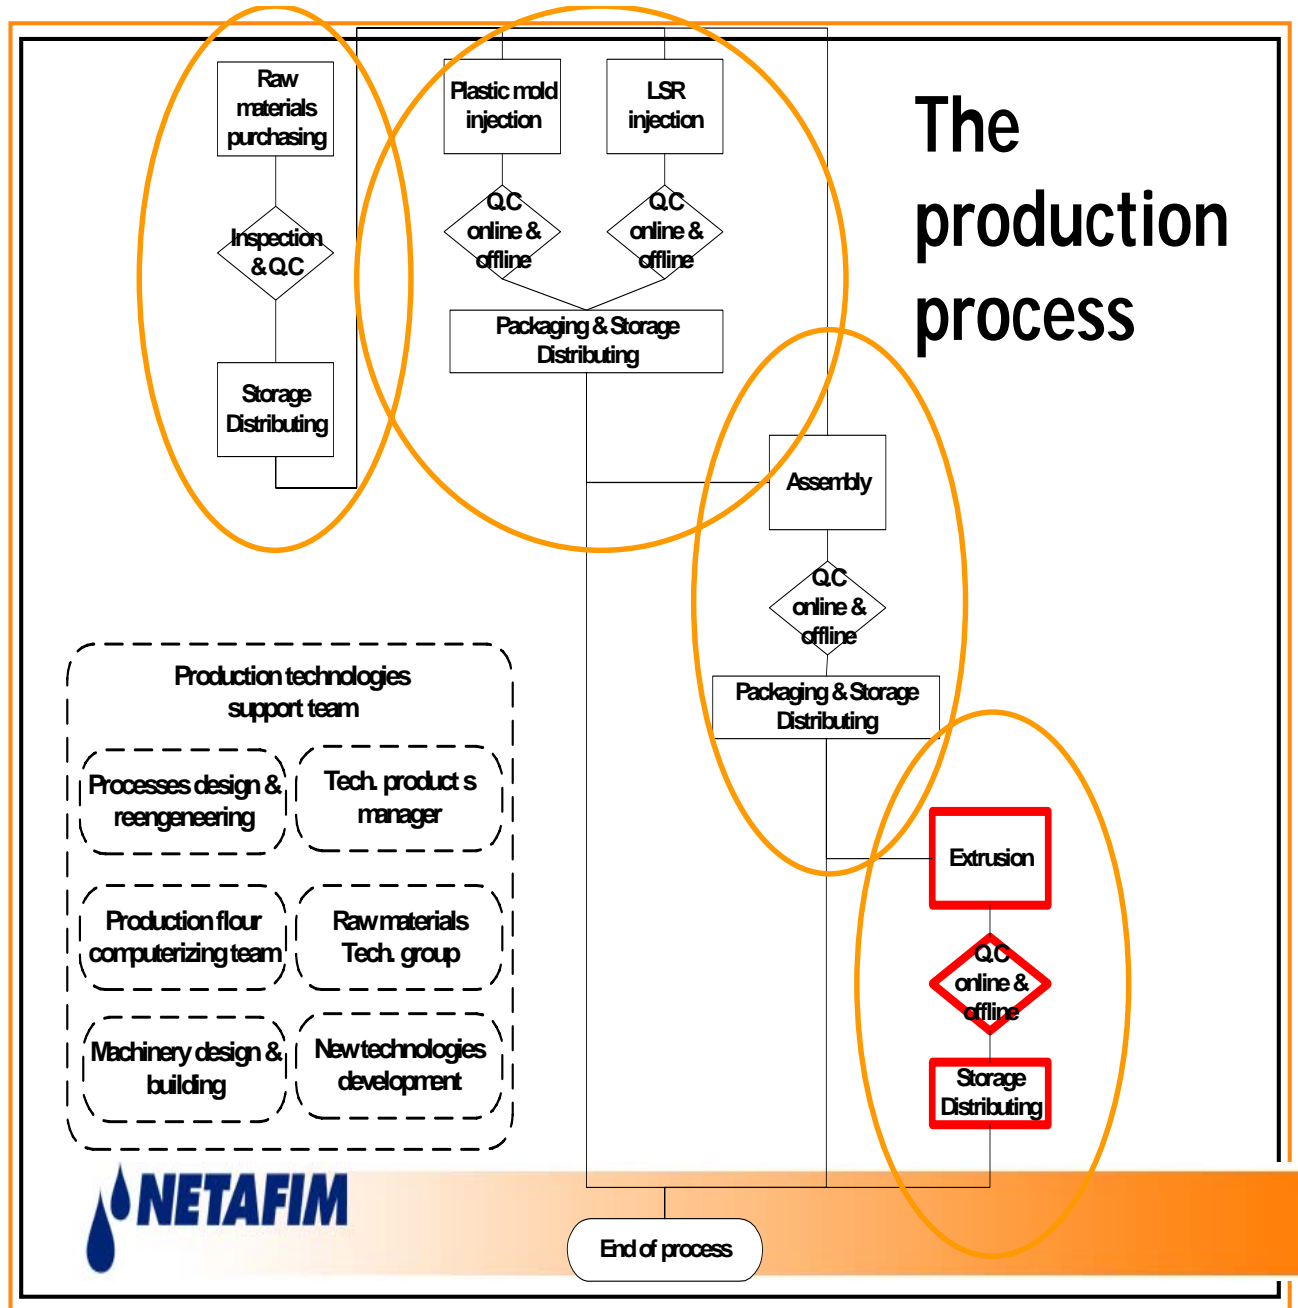 The
production
process
Raw
materials
purchasing
Inspection
& Q.C
Storage
Distributing
Plastic mold
injection
LSR
injection
Q.C
online &
offline
Q.C
online &
offline
Packaging & Storage
Distributing
Assembly
Q.C
online &
offline
Packaging & Storage
Distributing
Extrusion
Q.C
online &
offline
Storage
Distributing
Production technologies
support team
Processes design &
reengeneering
Tech. product s
manager
Production flour
computerizing team
Raw materials
Tech. group
Machinery design &
building
New technologies
development
NETAFIM
End of process